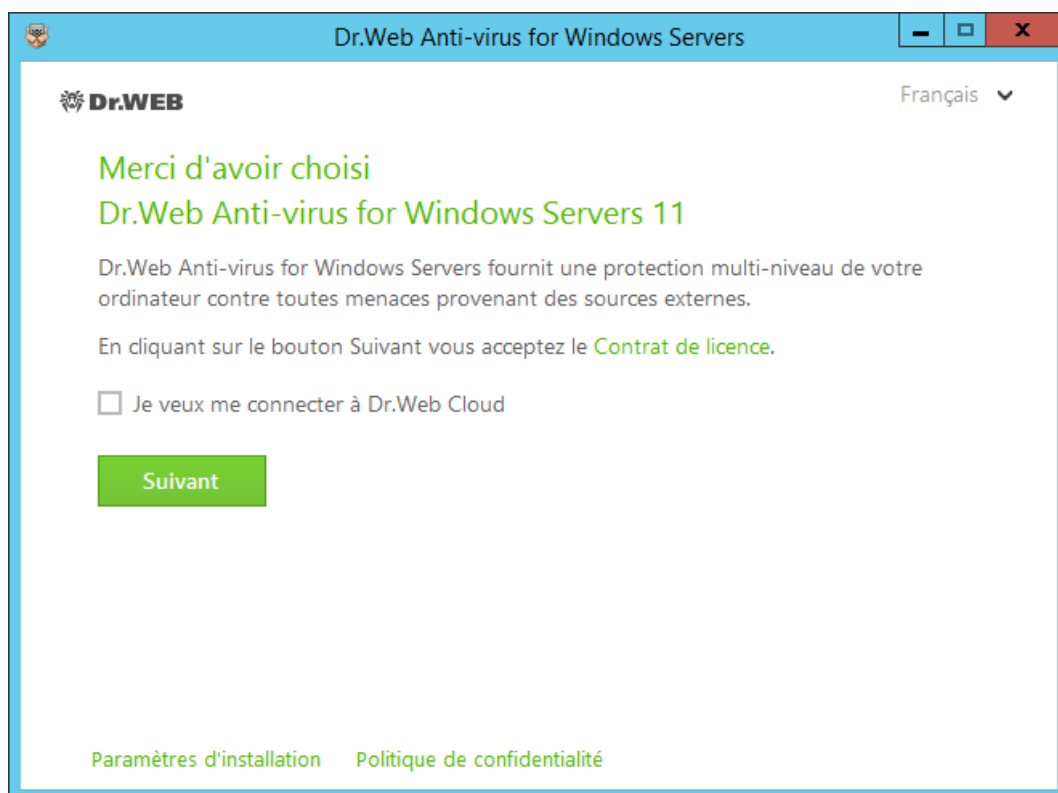 Dr.Web Anti-virus for Windows Servers
Dr.WEB
Français
Merci d'avoir choisi
Dr.Web Anti-virus for Windows Servers 11
Dr.Web Anti-virus for Windows Servers fournit une protection multi-niveau de votre
ordinateur contre toutes menaces provenant des sources externes.
En cliquant sur le bouton Suivant vous acceptez le Contrat de licence.
Je veux me connecter à Dr.Web Cloud
Suivant
Paramètres d'installation Politique de confidentialité